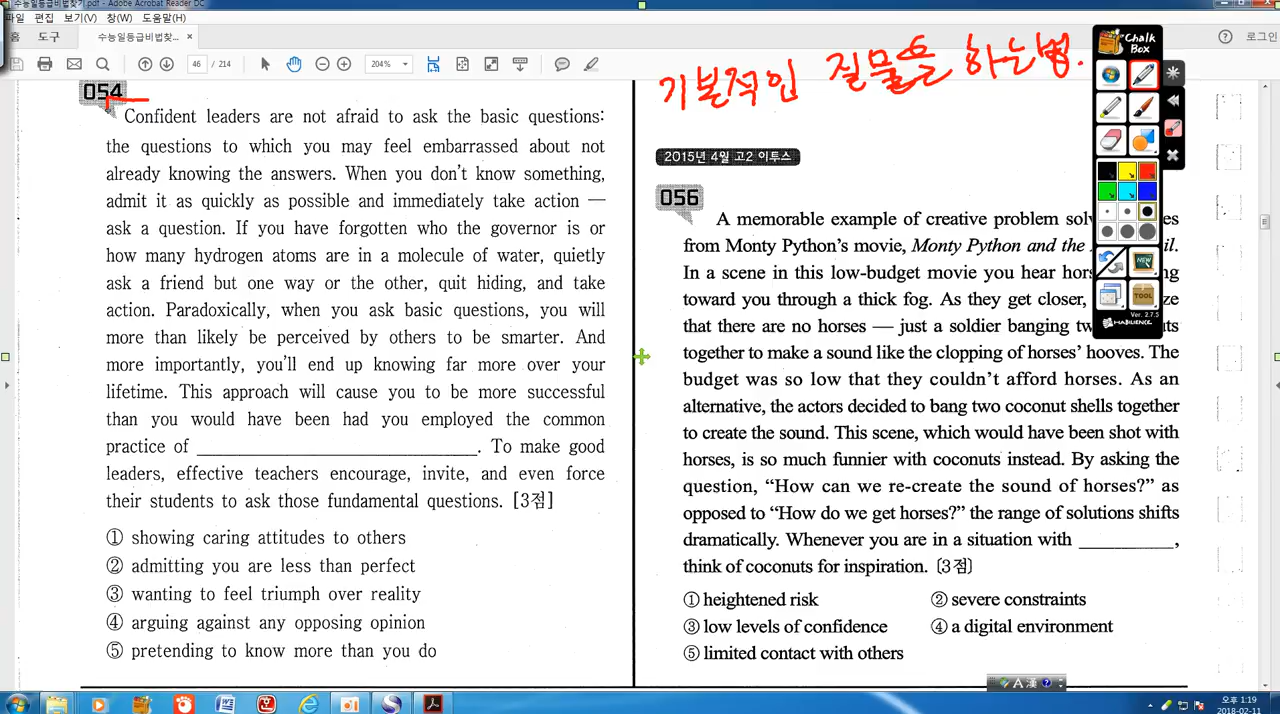 수능일등급비법찾기.pdf - Adobe Acrobat Reader DC
파일 편집 보기(V) 창(W) 도움말(H)
홈 도구 수능일등급비법찾... × ? 로그인
46 / 214 204%
기본적인 질문을 하는법.
Chalk Box
Ver. 2.7.5
054
Confident leaders are not afraid to ask the basic questions:
the questions to which you may feel embarrassed about not
already knowing the answers. When you don't know something,
admit it as quickly as possible and immediately take action —
ask a question. If you have forgotten who the governor is or
how many hydrogen atoms are in a molecule of water, quietly
ask a friend but one way or the other, quit hiding, and take
action. Paradoxically, when you ask basic questions, you will
more than likely be perceived by others to be smarter. And
more importantly, you'll end up knowing far more over your
lifetime. This approach will cause you to be more successful
than you would have been had you employed the common
practice of ______________________________. To make good
leaders, effective teachers encourage, invite, and even force
their students to ask those fundamental questions. [3점]
① showing caring attitudes to others
② admitting you are less than perfect
③ wanting to feel triumph over reality
④ arguing against any opposing opinion
⑤ pretending to know more than you do
2015년 4월 고2 이투스
056
A memorable example of creative problem solv es
from Monty Python's movie, Monty Python and the il.
In a scene in this low-budget movie you hear hors ng
toward you through a thick fog. As they get closer, ze
that there are no horses — just a soldier banging tw uts
together to make a sound like the clopping of horses' hooves. The
budget was so low that they couldn't afford horses. As an
alternative, the actors decided to bang two coconut shells together
to create the sound. This scene, which would have been shot with
horses, is so much funnier with coconuts instead. By asking the
question, "How can we re-create the sound of horses?" as
opposed to "How do we get horses?" the range of solutions shifts
dramatically. Whenever you are in a situation with __________,
think of coconuts for inspiration. [3점]
① heightened risk ② severe constraints
③ low levels of confidence ④ a digital environment
⑤ limited contact with others
NEW
TOOL
HABILIENCE
A 漢
오후 1:19
2018-02-11